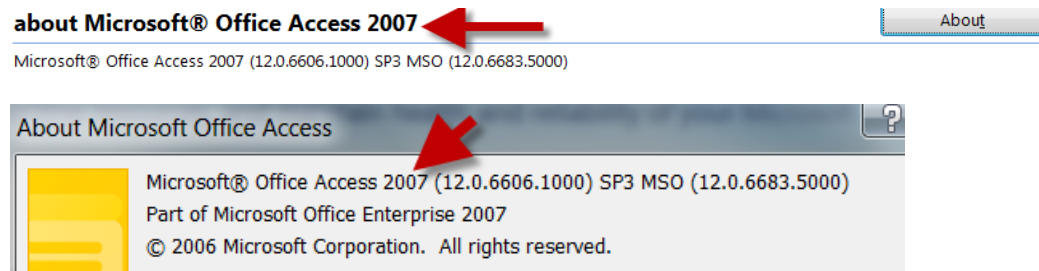 about Microsoft® Office Access 2007
About
Microsoft® Office Access 2007 (12.0.6606.1000) SP3 MSO (12.0.6683.5000)
About Microsoft Office Access
?
Microsoft® Office Access 2007 (12.0.6606.1000) SP3 MSO (12.0.6683.5000)
Part of Microsoft Office Enterprise 2007
© 2006 Microsoft Corporation.  All rights reserved.